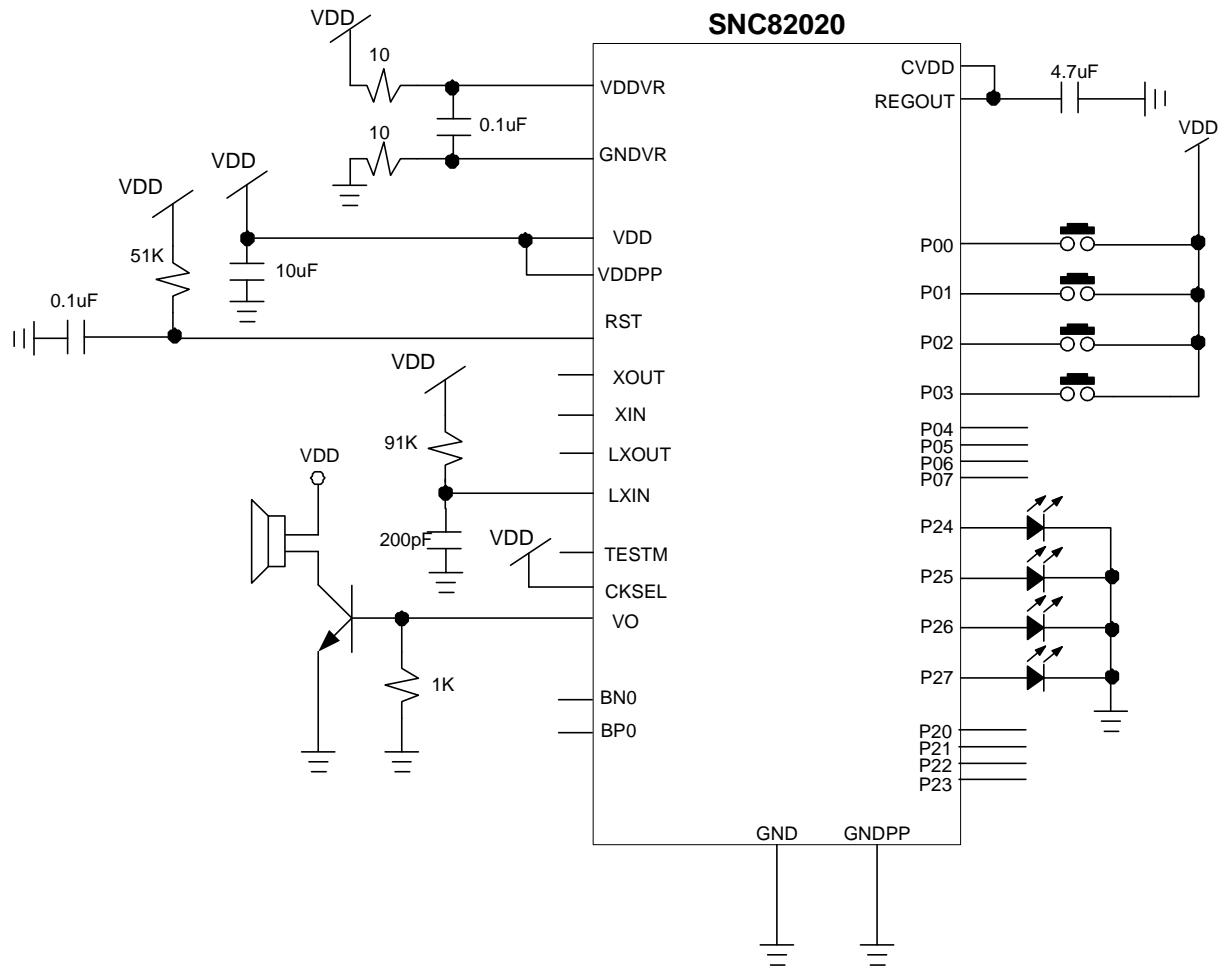 SNC82020
VDD
10
VDDVR
0.1uF
10
GNDVR
VDD
VDD
VDD
51K
10uF
VDDPP
0.1uF
RST
XOUT
VDD
XIN
91K
LXOUT
VDD
LXIN
200pF
VDD
TESTM
CKSEL
VO
1K
BN0
BP0
CVDD
4.7uF
REGOUT
VDD
P00
P01
P02
P03
P04
P05
P06
P07
P24
P25
P26
P27
P20
P21
P22
P23
GND
GNDPP